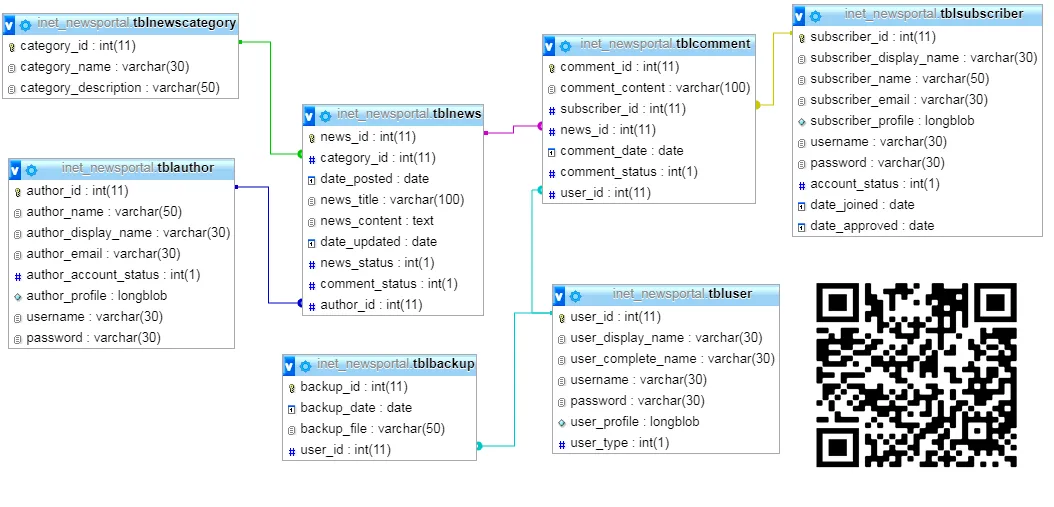 inet_newsportal.tblnewscategory
category_id : int(11)
category_name : varchar(30)
category_description : varchar(50)
inet_newsportal.tblauthor
author_id : int(11)
author_name : varchar(50)
author_display_name : varchar(30)
author_email : varchar(30)
author_account_status : int(1)
author_profile : longblob
username : varchar(30)
password : varchar(30)
inet_newsportal.tblnews
news_id : int(11)
category_id : int(11)
date_posted : date
news_title : varchar(100)
news_content : text
date_updated : date
news_status : int(1)
comment_status : int(1)
author_id : int(11)
inet_newsportal.tblbackup
backup_id : int(11)
backup_date : date
backup_file : varchar(50)
user_id : int(11)
inet_newsportal.tblcomment
comment_id : int(11)
comment_content : varchar(100)
subscriber_id : int(11)
news_id : int(11)
comment_date : date
comment_status : int(1)
user_id : int(11)
inet_newsportal.tbluser
user_id : int(11)
user_display_name : varchar(30)
user_complete_name : varchar(30)
username : varchar(30)
password : varchar(30)
user_profile : longblob
user_type : int(1)
inet_newsportal.tblsubscriber
subscriber_id : int(11)
subscriber_display_name : varchar(30)
subscriber_name : varchar(50)
subscriber_email : varchar(30)
subscriber_profile : longblob
username : varchar(30)
password : varchar(30)
account_status : int(1)
date_joined : date
date_approved : date